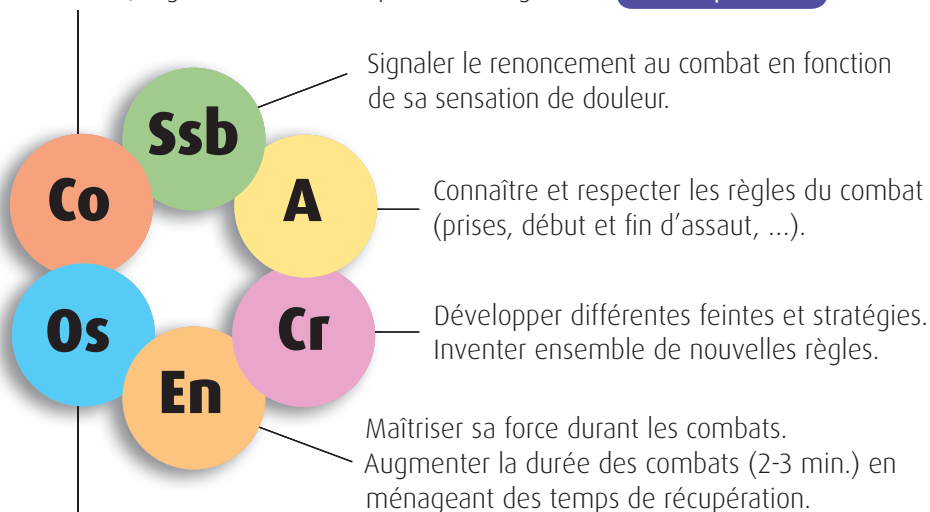 Signaler le renoncement au combat en fonction
de sa sensation de douleur.
Ssb
Co
A
Connaître et respecter les règles du combat
(prises, début et fin d’assaut, ...).
Os
Cr
Développer différentes feintes et stratégies.
Inventer ensemble de nouvelles règles.
En
Maîtriser sa force durant les combats.
Augmenter la durée des combats (2-3 min.) en
ménageant des temps de récupération.